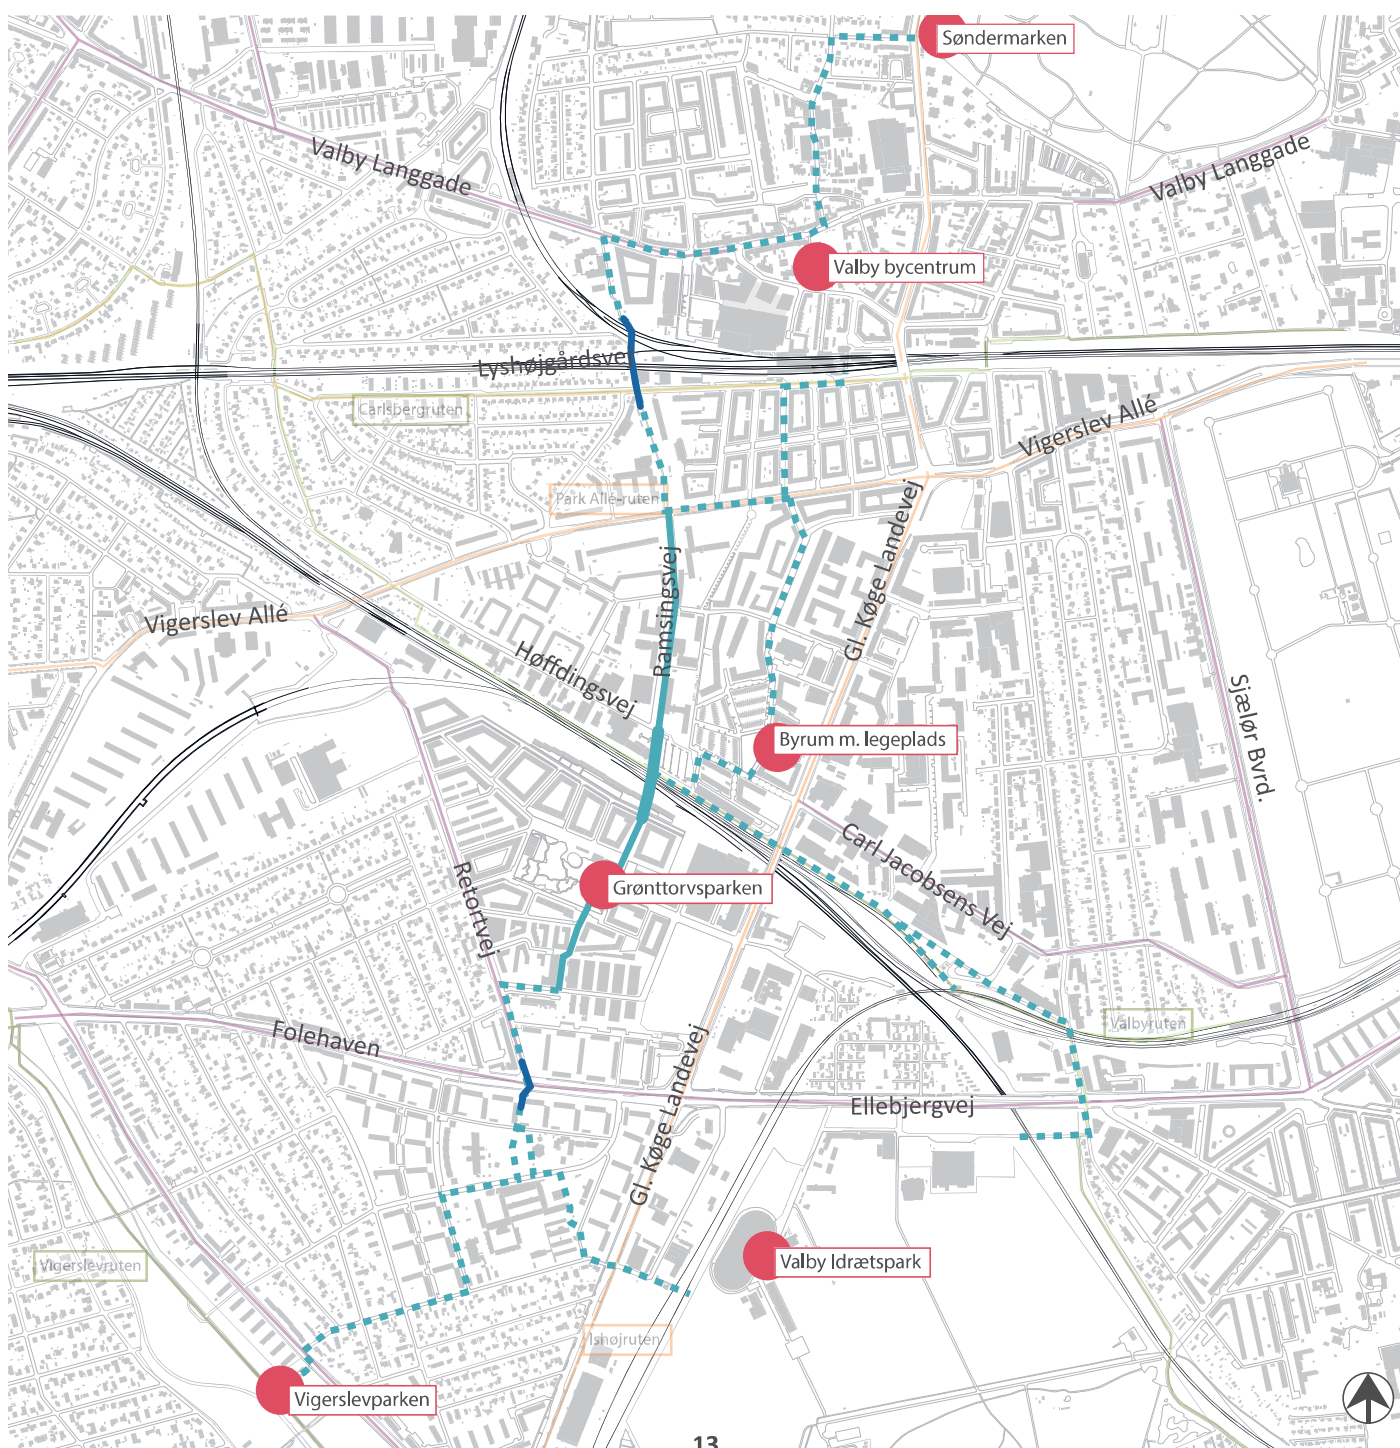 Søndermarken
Valby Langgade
Valby Langgade
Valby bycentrum
Lyshøjgårdsve
Carlsbergruten
Vigerslev Allé
Park Allé-ruten
Gl. Køge Landevej
Ramsingsvej
Vigerslev Allé
Høffdingsvej
Sjælør Bvrd.
Byrum m. legeplads
Carl Jacobsens Vej
Grønttorvsparken
Retortvej
Valbyruten
Folehaven
Gl. Køge Landevej
Ellebjergvej
Vigerslevruten
Valby Idrætspark
Ishøjruten
Vigerslevparken
13